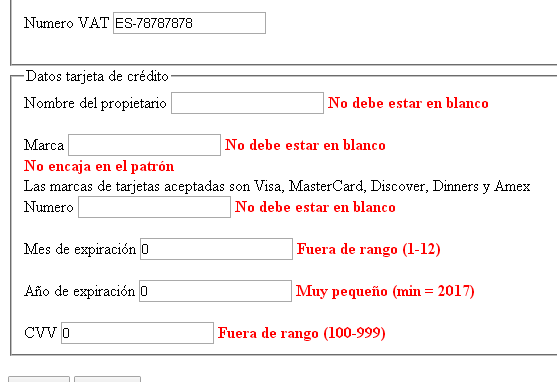 Numero VAT ES-78787878
Datos tarjeta de crédito
Nombre del propietario No debe estar en blanco
Marca No debe estar en blanco
No encaja en el patrón
Las marcas de tarjetas aceptadas son Visa, MasterCard, Discover, Dinners y Amex
Numero No debe estar en blanco
Mes de expiración 0 Fuera de rango (1-12)
Año de expiración 0 Muy pequeño (min = 2017)
CVV 0 Fuera de rango (100-999)